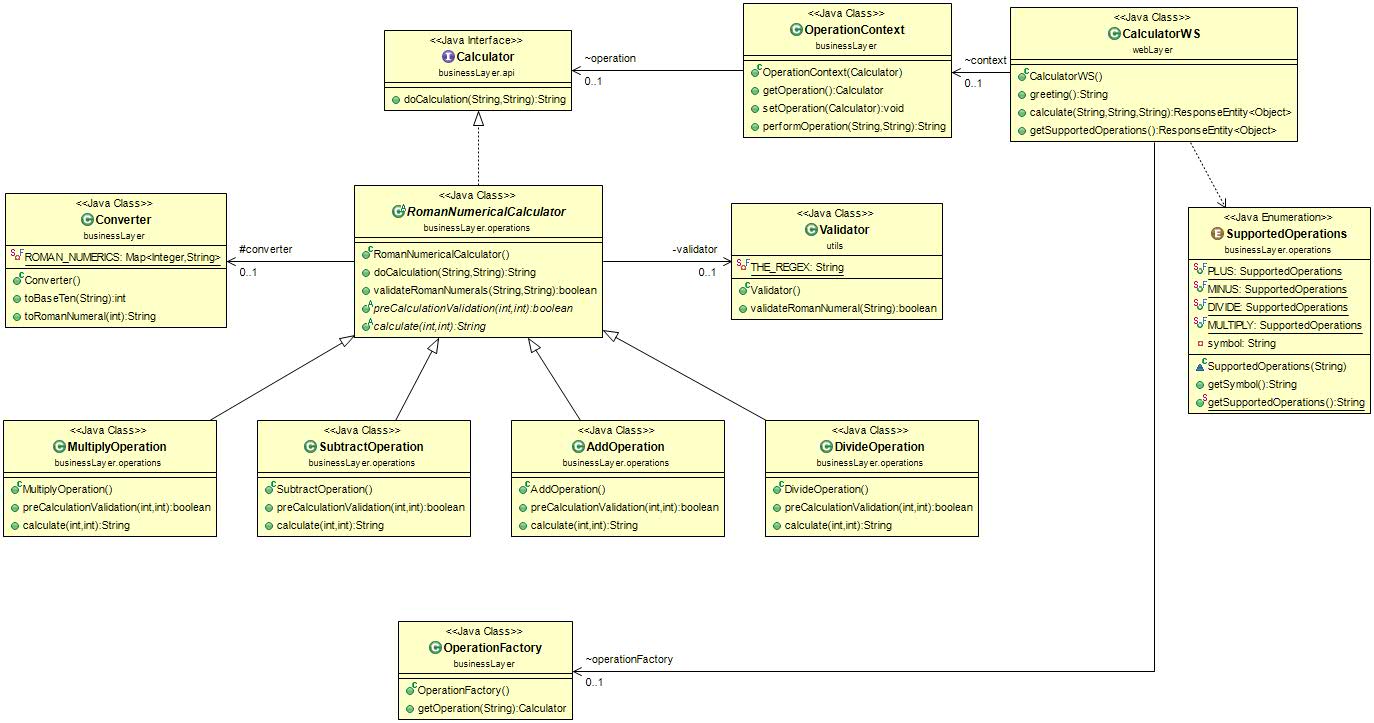 <<Java Interface>>
Calculator
businessLayer.api
doCalculation(String,String):String
~operation
0..1
<<Java Class>>
OperationContext
businessLayer
OperationContext(Calculator)
getOperation():Calculator
setOperation(Calculator):void
performOperation(String,String):String
~context
0..1
<<Java Class>>
CalculatorWS
webLayer
CalculatorWS()
greeting():String
calculate(String,String,String):ResponseEntity<Object>
getSupportedOperations():ResponseEntity<Object>
<<Java Class>>
Converter
businessLayer
ROMAN_NUMERICS: Map<Integer,String>
Converter()
toBaseTen(String):int
toRomanNumeral(int):String
#converter
0..1
<<Java Class>>
RomanNumericalCalculator
businessLayer.operations
RomanNumericalCalculator()
doCalculation(String,String):String
validateRomanNumerals(String,String):boolean
preCalculationValidation(int,int):boolean
calculate(int,int):String
-validator
0..1
<<Java Class>>
Validator
utils
THE_REGEX: String
Validator()
validateRomanNumeral(String):boolean
<<Java Enumeration>>
SupportedOperations
businessLayer.operations
PLUS: SupportedOperations
MINUS: SupportedOperations
DIVIDE: SupportedOperations
MULTIPLY: SupportedOperations
symbol: String
SupportedOperations(String)
getSymbol():String
getSupportedOperations():String
<<Java Class>>
MultiplyOperation
businessLayer.operations
MultiplyOperation()
preCalculationValidation(int,int):boolean
calculate(int,int):String
<<Java Class>>
SubtractOperation
businessLayer.operations
SubtractOperation()
preCalculationValidation(int,int):boolean
calculate(int,int):String
<<Java Class>>
AddOperation
businessLayer.operations
AddOperation()
preCalculationValidation(int,int):boolean
calculate(int,int):String
<<Java Class>>
DivideOperation
businessLayer.operations
DivideOperation()
preCalculationValidation(int,int):boolean
calculate(int,int):String
<<Java Class>>
OperationFactory
businessLayer
OperationFactory()
getOperation(String):Calculator
~operationFactory
0..1